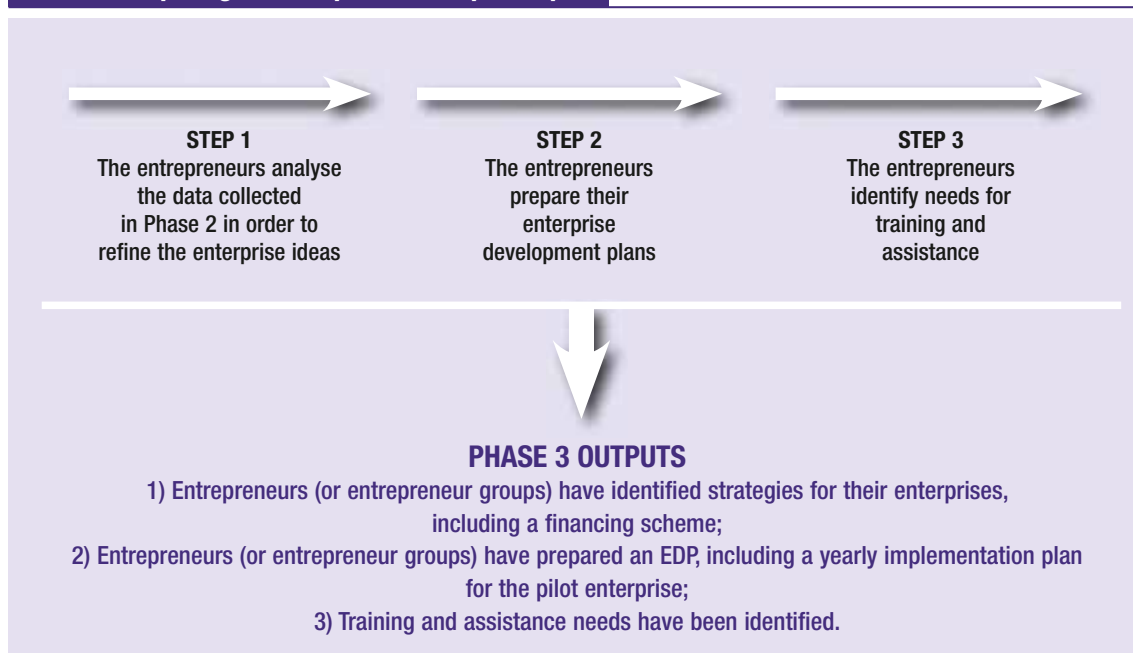 STEP 1
The entrepreneurs analyse
the data collected
in Phase 2 in order to
refine the enterprise ideas
STEP 2
The entrepreneurs
prepare their
enterprise
development plans
STEP 3
The entrepreneurs
identify needs for
training and
assistance
PHASE 3 OUTPUTS
1) Entrepreneurs (or entrepreneur groups) have identified strategies for their enterprises,
including a financing scheme;
2) Entrepreneurs (or entrepreneur groups) have prepared an EDP, including a yearly implementation plan
for the pilot enterprise;
3) Training and assistance needs have been identified.